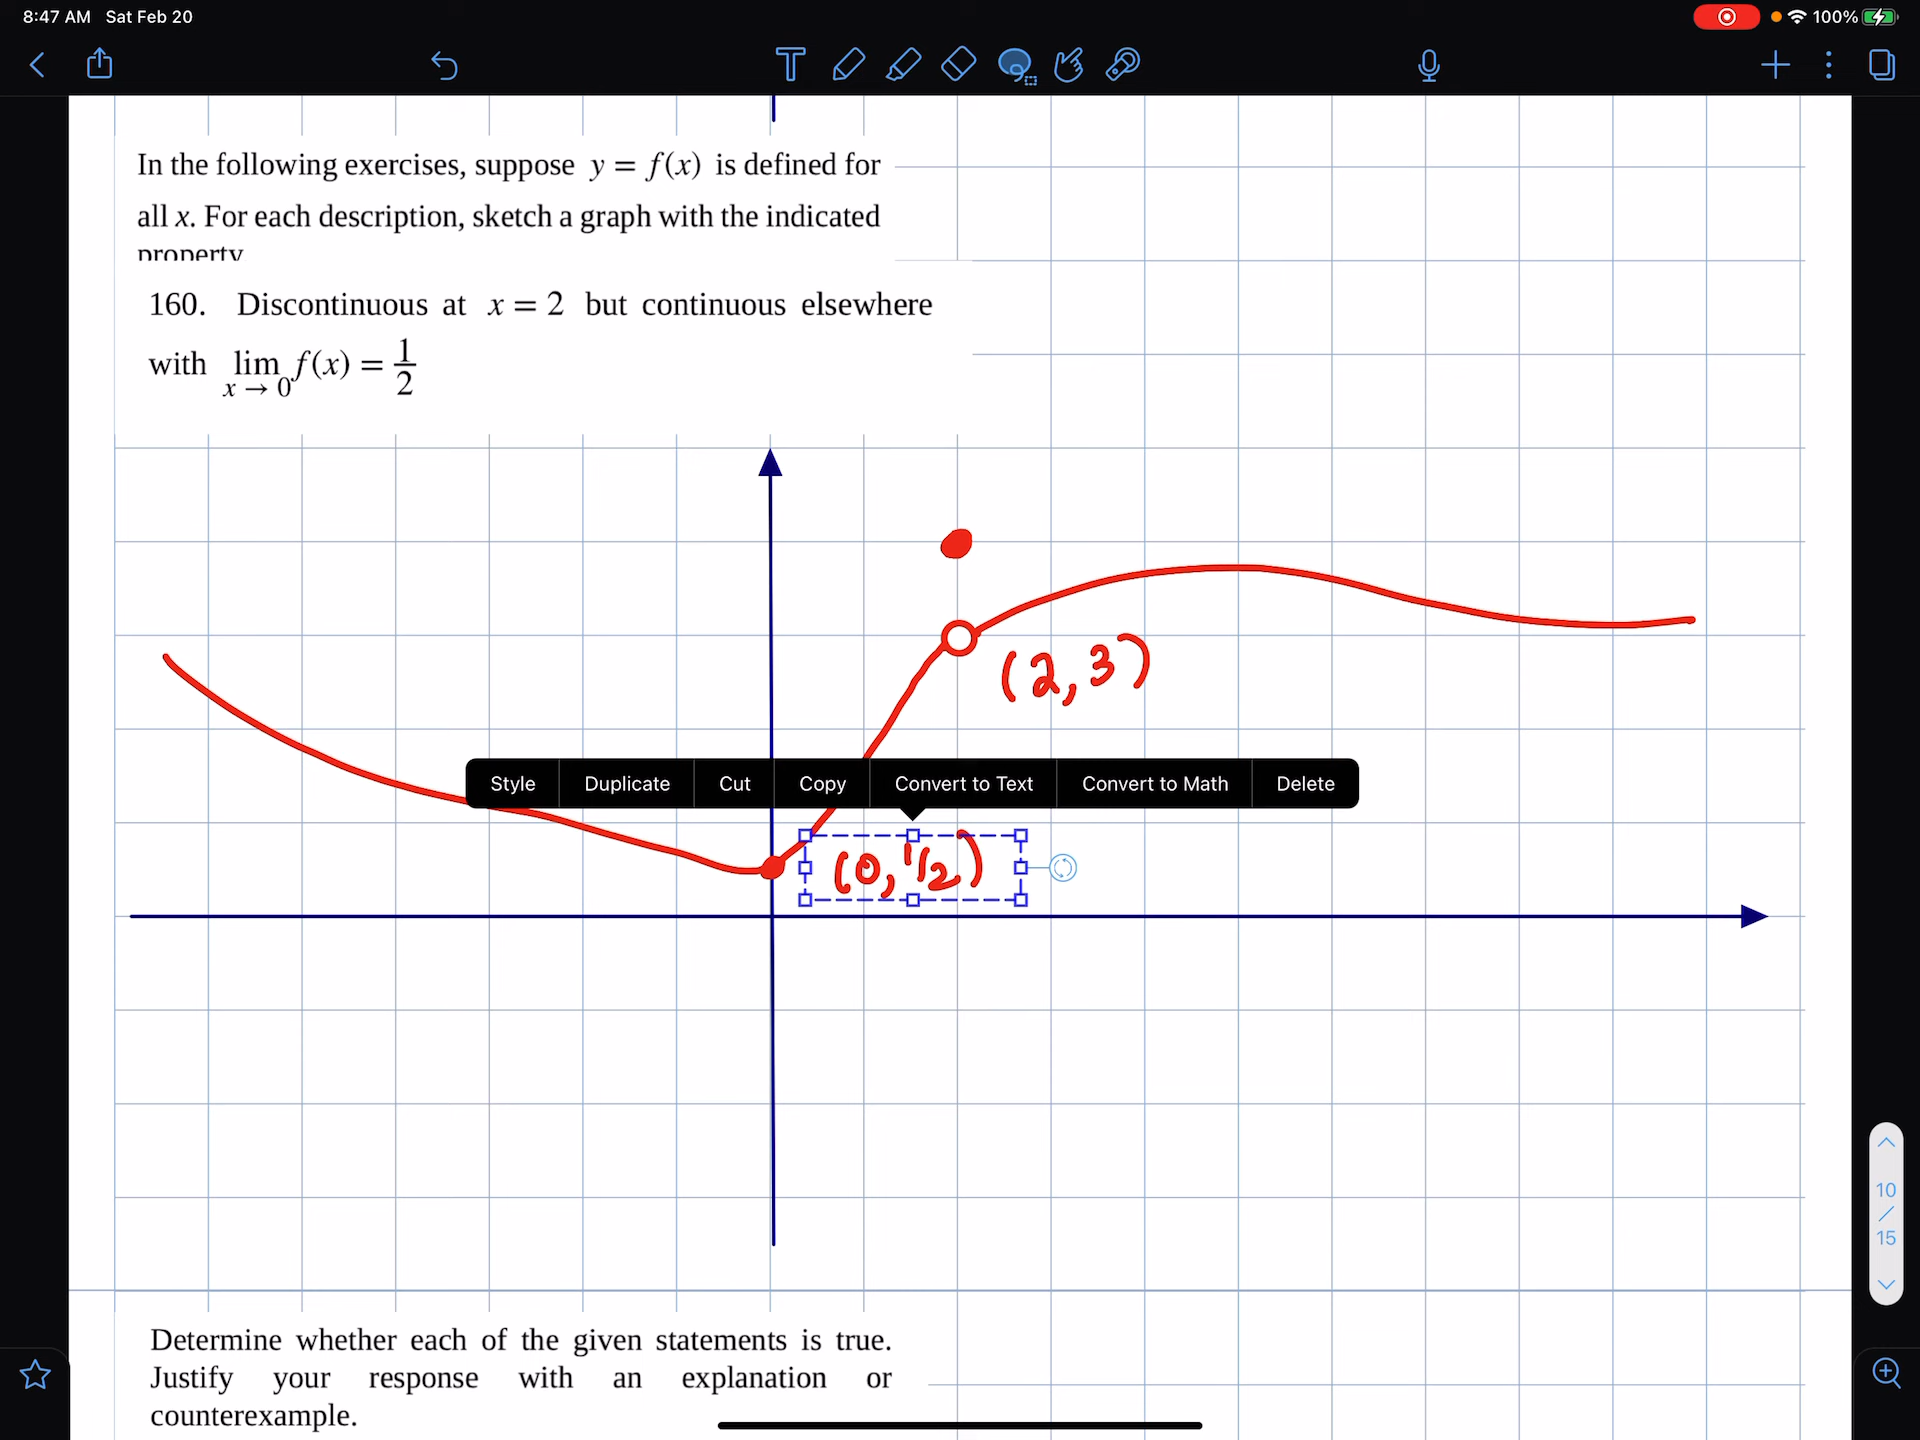 8:47 AM Sat Feb 20
100%
In the following exercises, suppose y = f(x) is defined for
all x. For each description, sketch a graph with the indicated
property
160. Discontinuous at x = 2 but continuous elsewhere
with lim x → 0 f(x) = 1/2
(2, 3)
Style Duplicate Cut Copy Convert to Text Convert to Math Delete
(0, 1/2)
10
/
15
Determine whether each of the given statements is true.
Justify your response with an explanation or
counterexample.